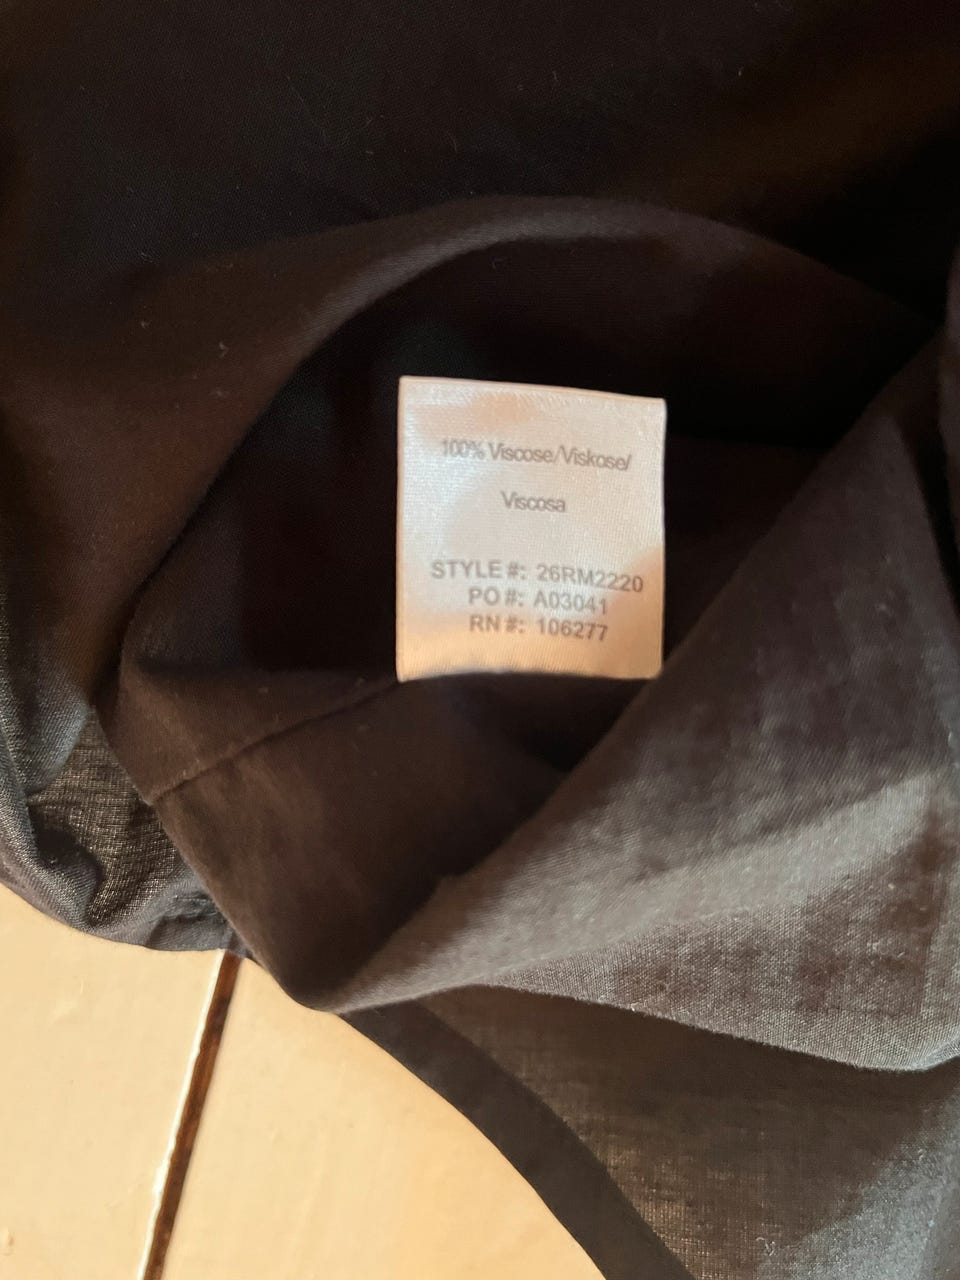 100% Viscose/Viskose/
Viscosa
STYLE #: 26RM2220
PO #: A03041
RN #: 106277